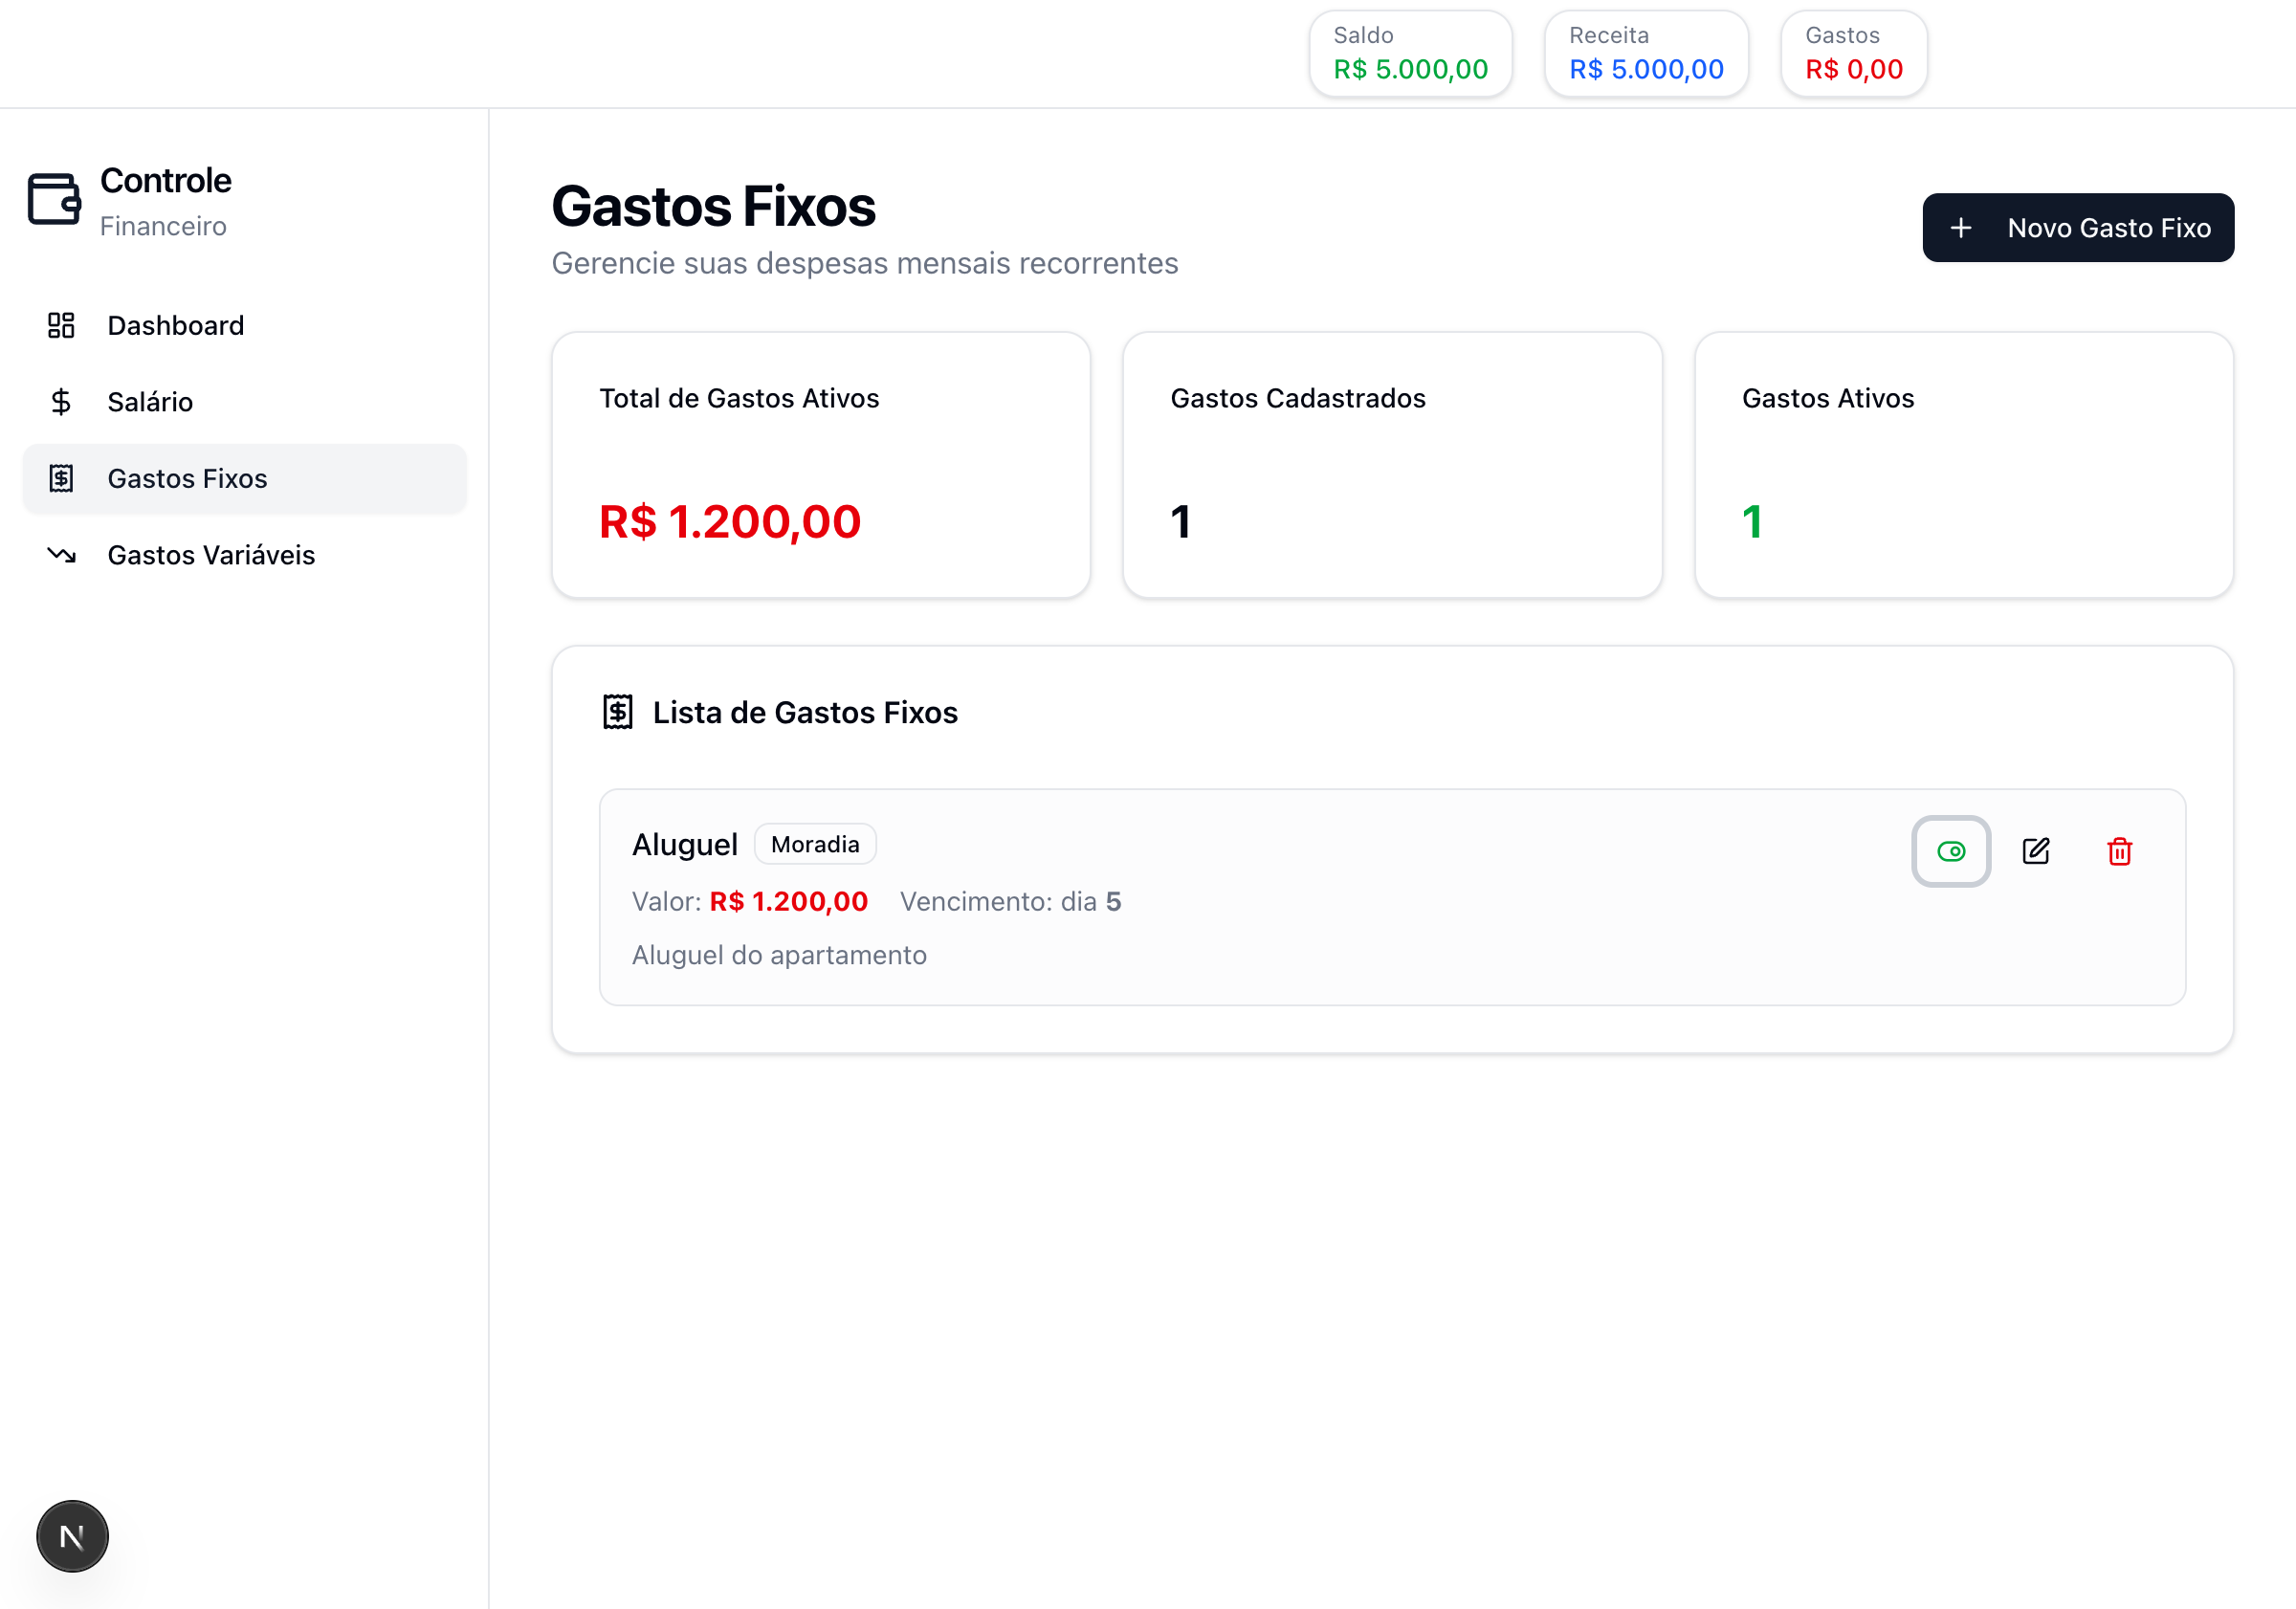 Saldo
R$ 5.000,00
Receita
R$ 5.000,00
Gastos
R$ 0,00
Controle
Financeiro
Dashboard
Salário
Gastos Fixos
Gastos Variáveis
Gastos Fixos
Gerencie suas despesas mensais recorrentes
+ Novo Gasto Fixo
Total de Gastos Ativos
R$ 1.200,00
Gastos Cadastrados
1
Gastos Ativos
1
Lista de Gastos Fixos
Aluguel Moradia
Valor: R$ 1.200,00 Vencimento: dia 5
Aluguel do apartamento
N